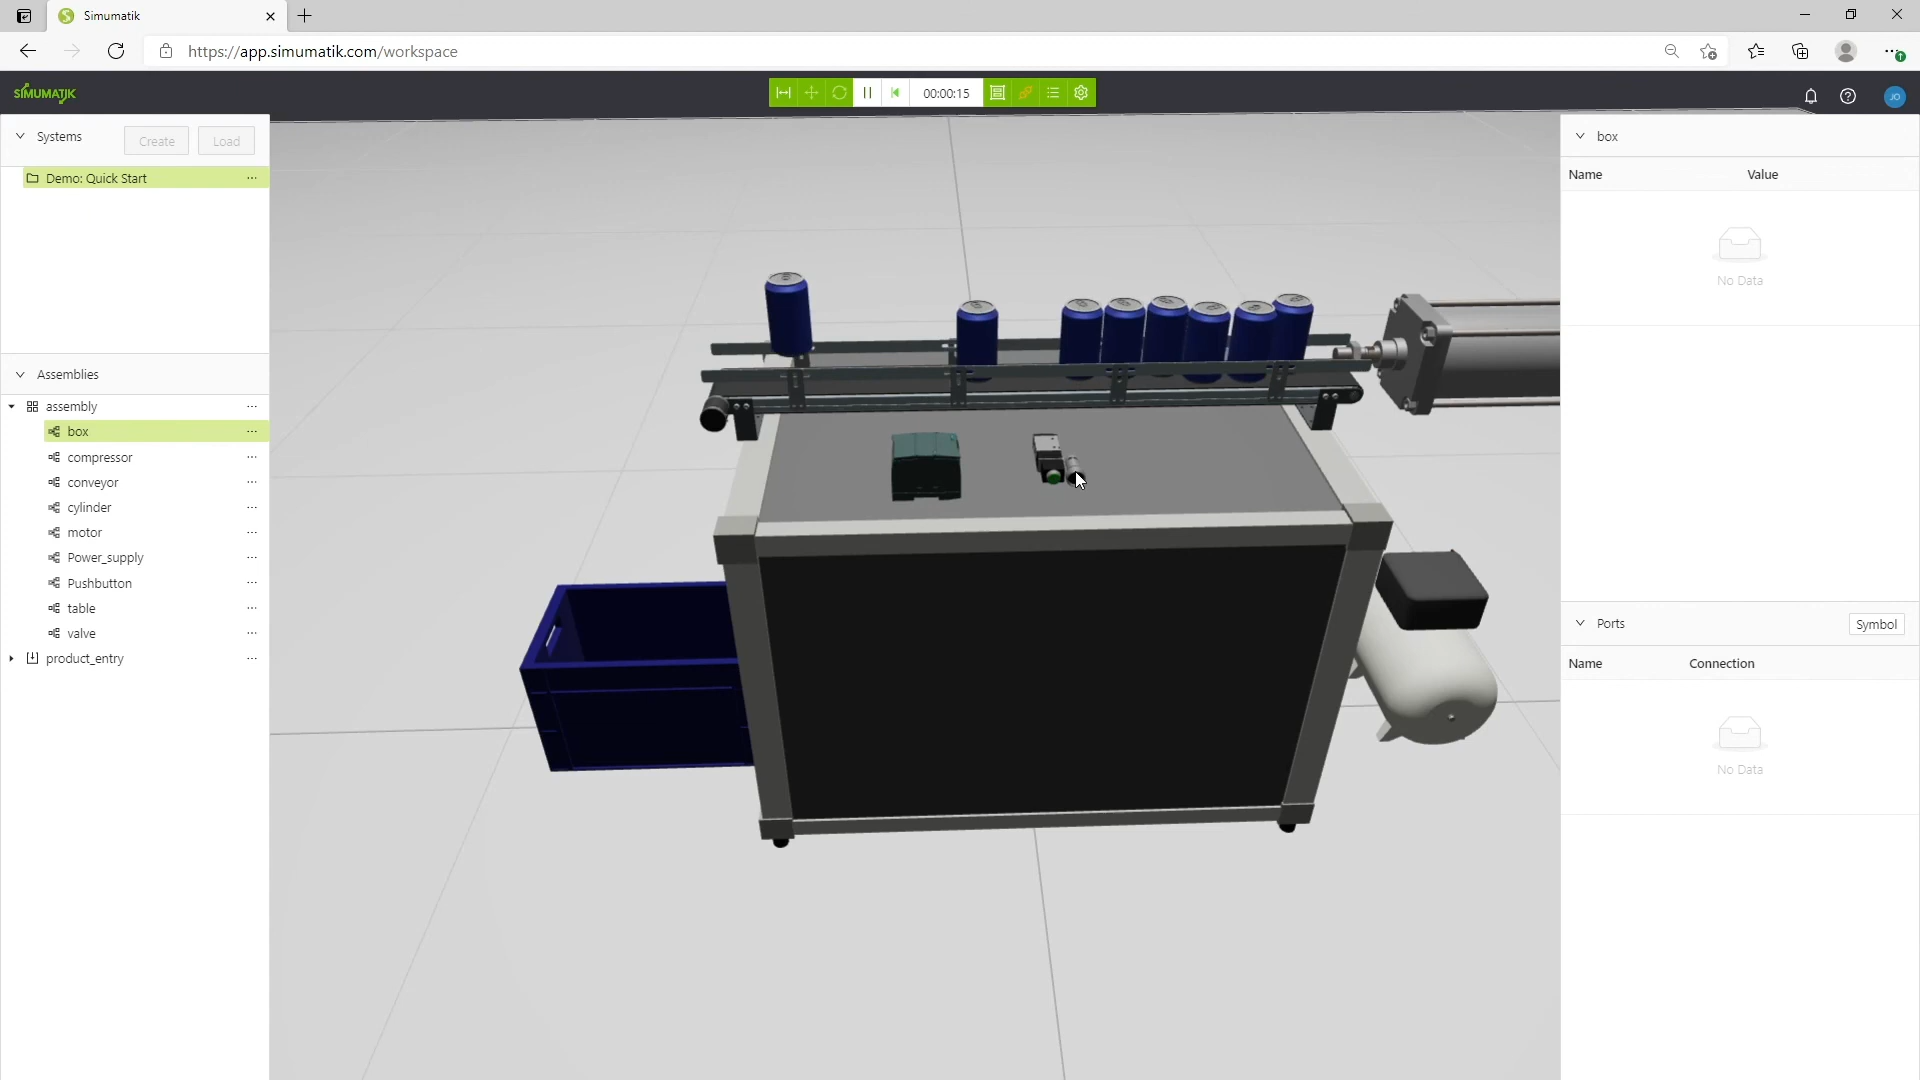 Simumatik
https://app.simumatik.com/workspace
SIMUMATIK
00:00:15
JO
Systems
Create
Load
Demo: Quick Start
Assemblies
assembly
box
compressor
conveyor
cylinder
motor
Power_supply
Pushbutton
table
valve
product_entry
box
Name Value
No Data
Ports
Symbol
Name Connection
No Data